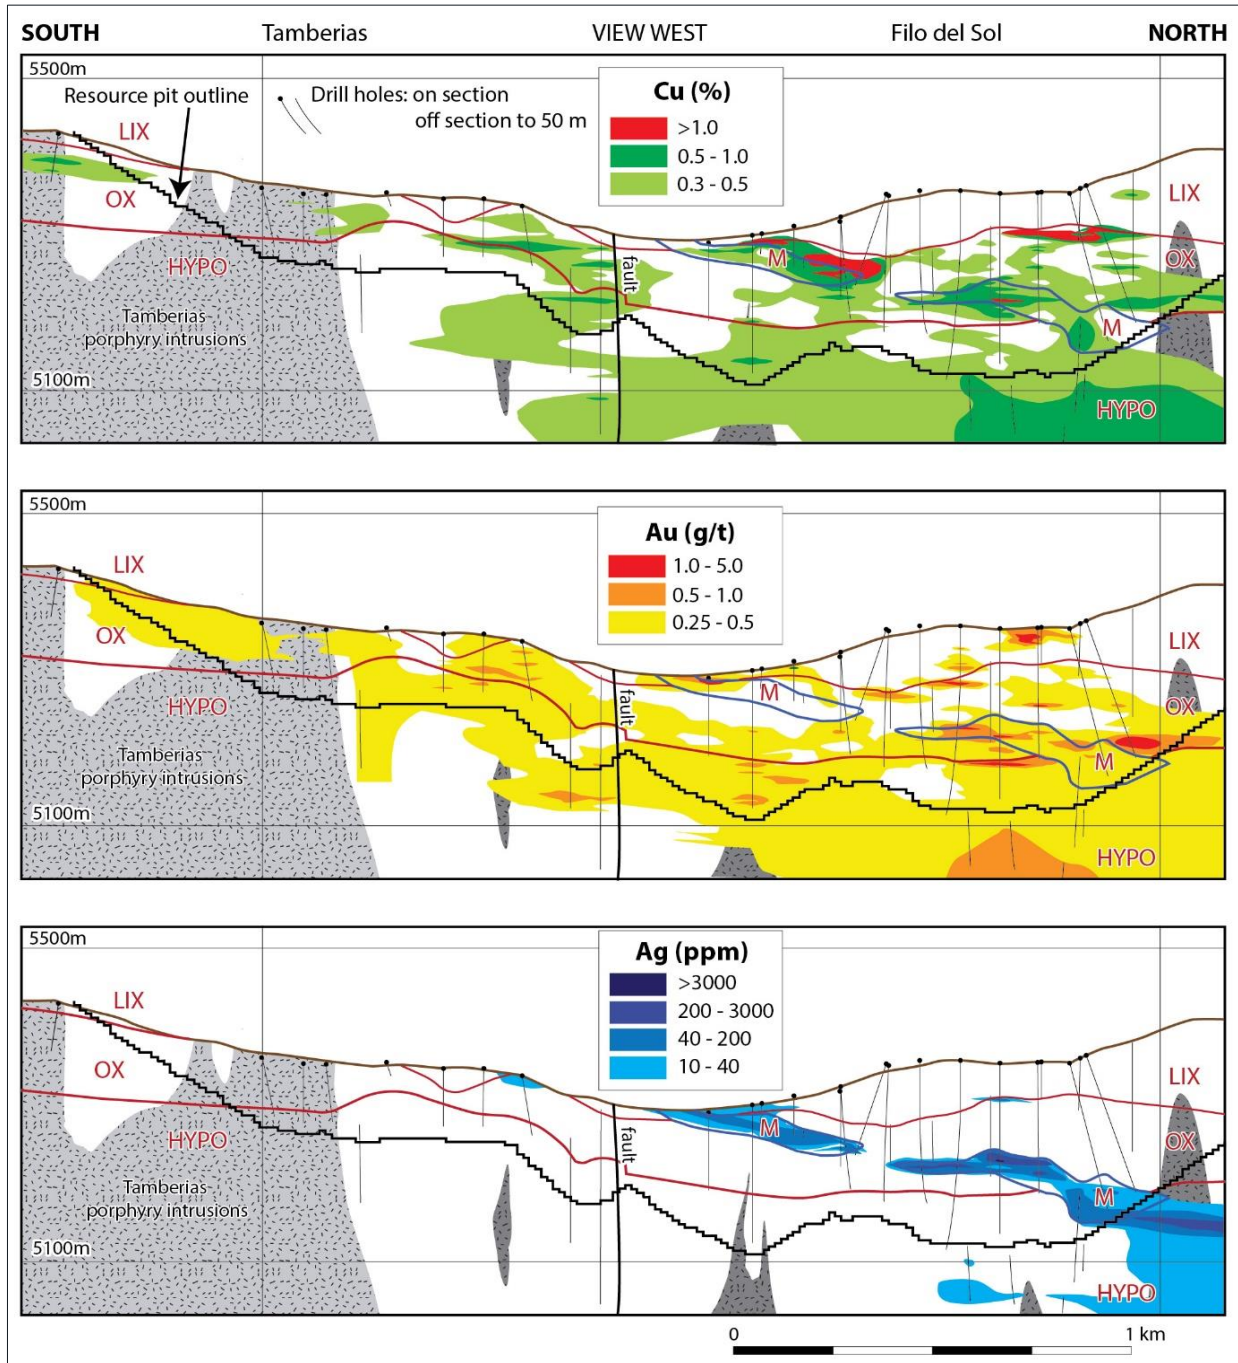 SOUTH Tamberias VIEW WEST Filo del Sol NORTH
5500m
Resource pit outline
Drill holes: on section
off section to 50 m
Cu (%)
>1.0
0.5 - 1.0
0.3 - 0.5
LIX
OX
HYPO
Tamberias
porphyry intrusions
5100m
fault
M
M
LIX
OX
HYPO
5500m
Au (g/t)
1.0 - 5.0
0.5 - 1.0
0.25 - 0.5
LIX
OX
HYPO
Tamberias
porphyry intrusions
5100m
fault
M
M
LIX
OX
HYPO
5500m
Ag (ppm)
>3000
200 - 3000
40 - 200
10 - 40
LIX
OX
HYPO
Tamberias
porphyry intrusions
5100m
fault
M
M
LIX
OX
HYPO
0 1 km